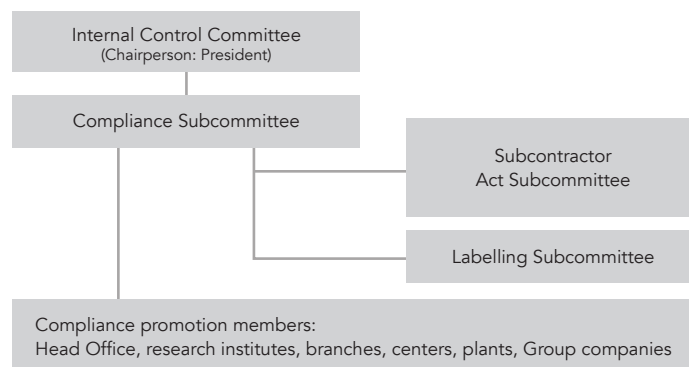 Internal Control Committee
(Chairperson: President)
Compliance Subcommittee
Subcontractor
Act Subcommittee
Labelling Subcommittee
Compliance promotion members:
Head Office, research institutes, branches, centers, plants, Group companies